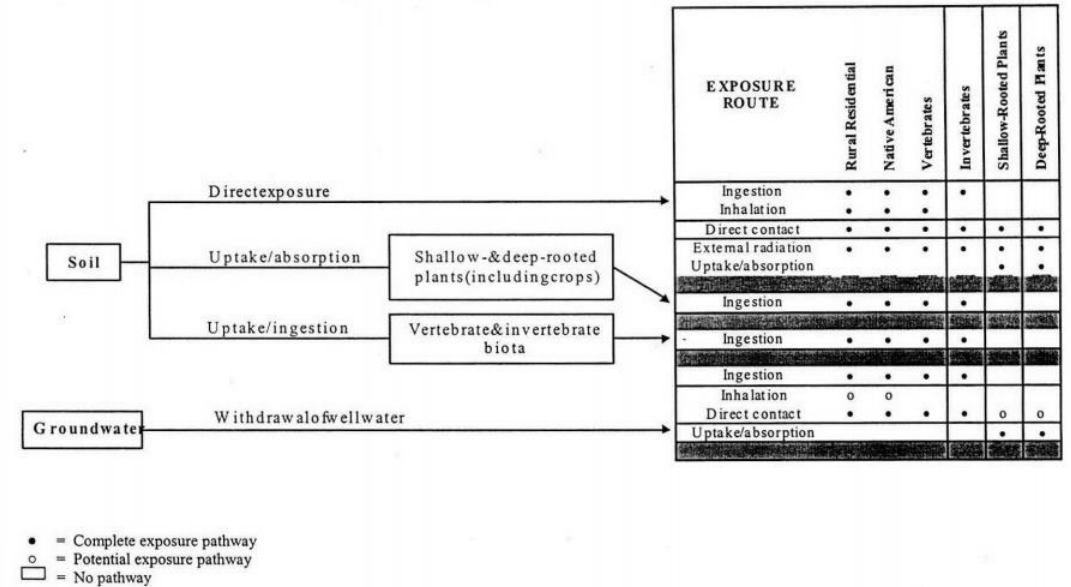 EXPOSURE
ROUTE
Rural Residential
Native American
Vertebrates
Invertebrates
Shallow-Rooted Plants
Deep-Rooted Plants
Directexposure
Ingestion • • • •
Inhalation • • •
Direct contact • • • • • •
Soil
Uptake/absorption
Shallow-&deep-rooted
plants(includingcrops)
External radiation • • • • • •
Uptake/absorption • •
Ingestion • • • •
Uptake/ingestion
Vertebrate&invertebrate
biota
Ingestion • • • •
Ingestion • • • •
Inhalation o o
Groundwater
Withdrawalofwellwater
Direct contact • • • • o o
Uptake/absorption • •
• = Complete exposure pathway
o = Potential exposure pathway
= No pathway